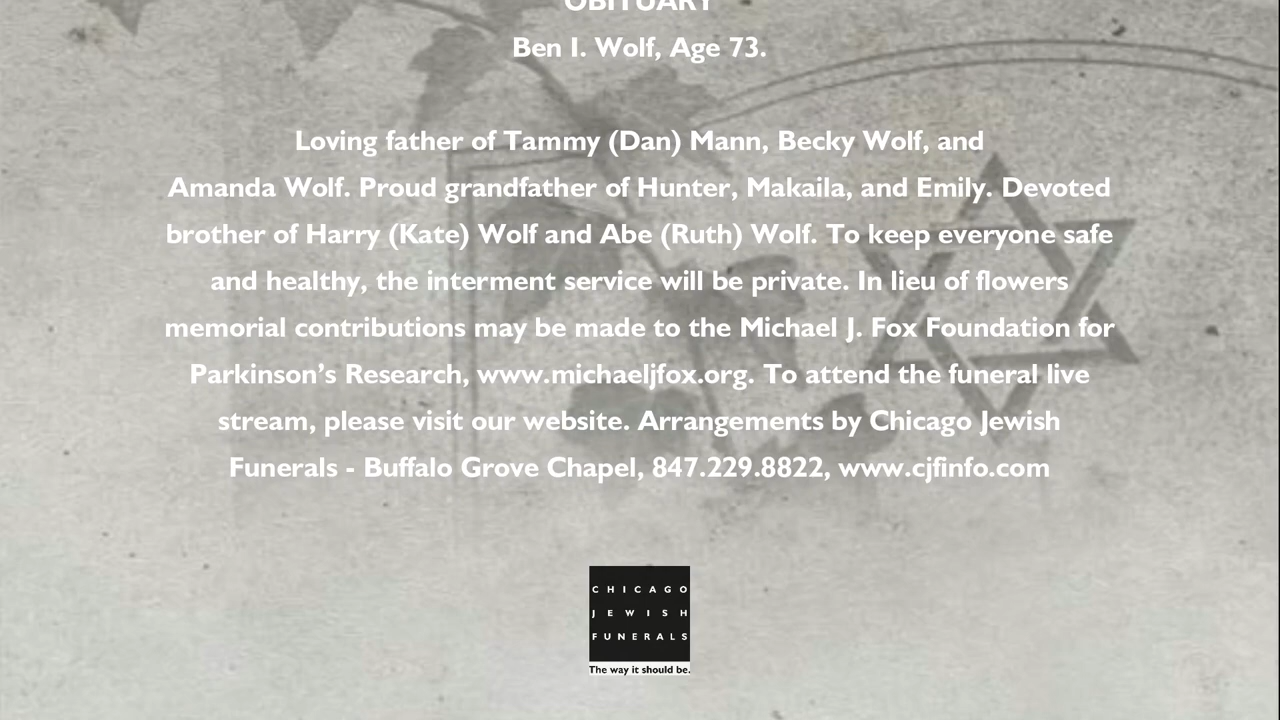 OBITUARY
Ben I. Wolf, Age 73.
Loving father of Tammy (Dan) Mann, Becky Wolf, and
Amanda Wolf. Proud grandfather of Hunter, Makaila, and Emily. Devoted
brother of Harry (Kate) Wolf and Abe (Ruth) Wolf. To keep everyone safe
and healthy, the interment service will be private. In lieu of flowers
memorial contributions may be made to the Michael J. Fox Foundation for
Parkinson’s Research, www.michaeljfox.org. To attend the funeral live
stream, please visit our website. Arrangements by Chicago Jewish
Funerals - Buffalo Grove Chapel, 847.229.8822, www.cjfinfo.com
CHICAGO
JEWISH
FUNERALS
The way it should be.